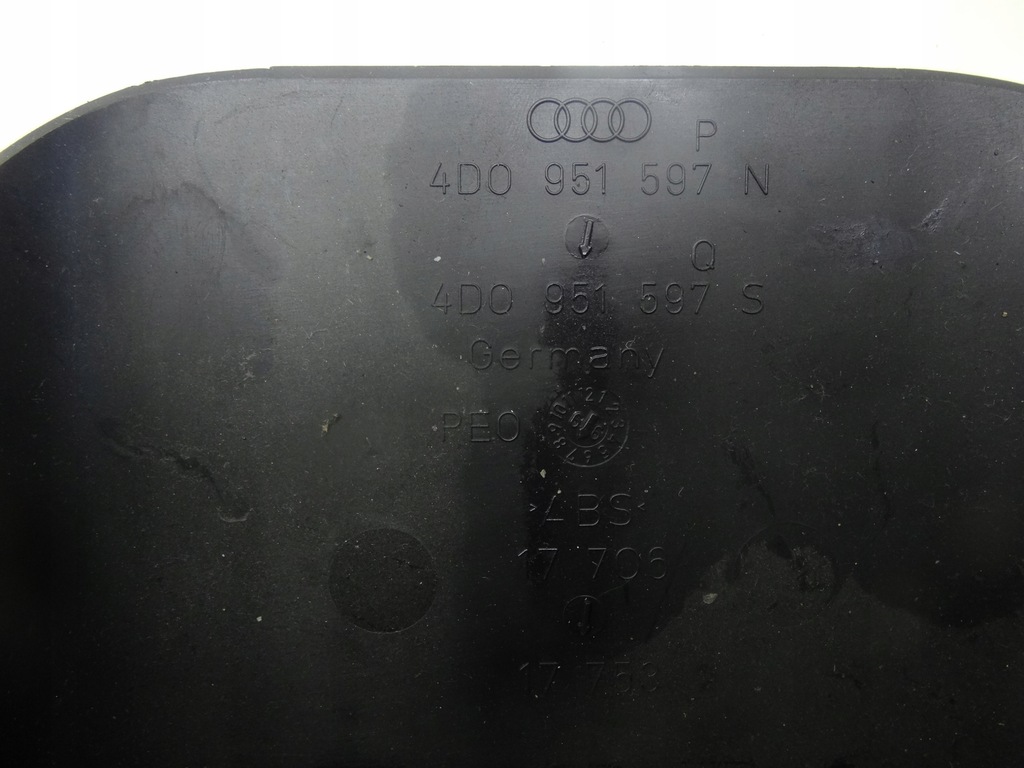 P
4D0 951 597 N
Q
4D0 951 597 S
Germany
PEO
>ABS<
17 706
17 753